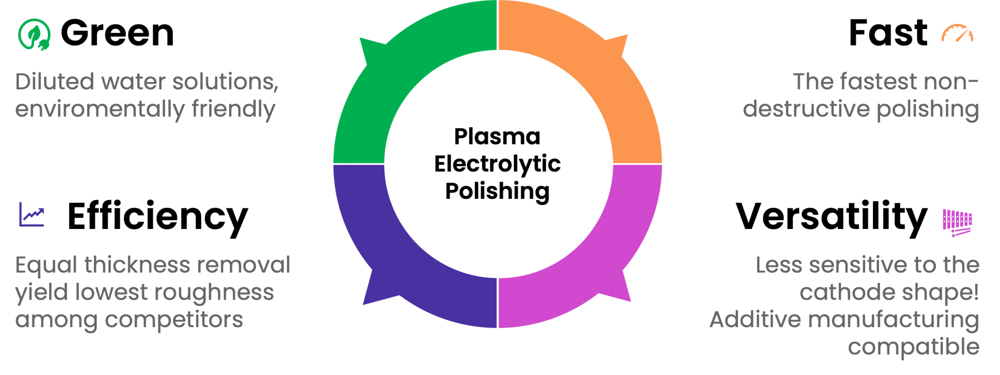 Green
Diluted water solutions,
enviromentally friendly
Fast
The fastest non-
destructive polishing
Plasma
Electrolytic
Polishing
Efficiency
Equal thickness removal
yield lowest roughness
among competitors
Versatility
Less sensitive to the
cathode shape!
Additive manufacturing
compatible